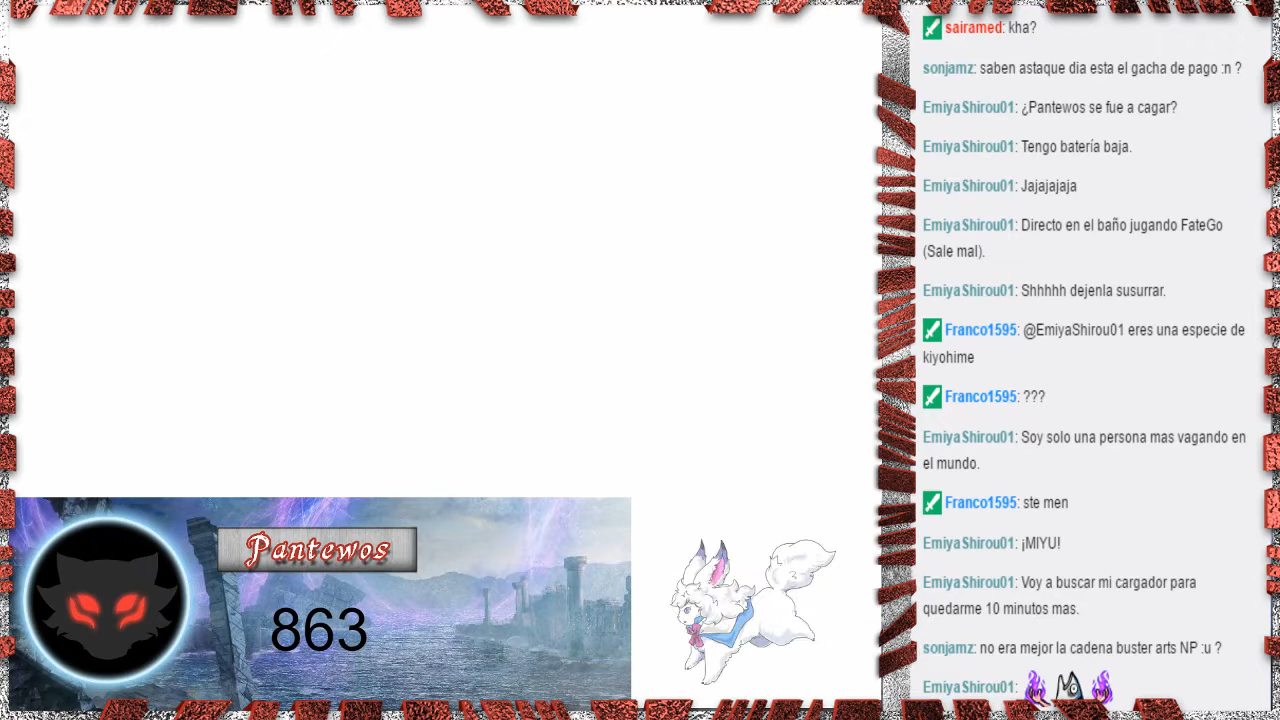 sairamed: kha?
sonjamz: saben astaque dia esta el gacha de pago :n ?
EmiyaShirou01: ¿Pantewos se fue a cagar?
EmiyaShirou01: Tengo batería baja.
EmiyaShirou01: Jajajajaja
EmiyaShirou01: Directo en el baño jugando FateGo
(Sale mal).
EmiyaShirou01: Shhhhh dejenla susurrar.
Franco1595: @EmiyaShirou01 eres una especie de
kiyohime
Franco1595: ???
EmiyaShirou01: Soy solo una persona mas vagando en
el mundo.
Franco1595: ste men
EmiyaShirou01: ¡MIYU!
EmiyaShirou01: Voy a buscar mi cargador para
quedarme 10 minutos mas.
sonjamz: no era mejor la cadena buster arts NP :u ?
EmiyaShirou01:
Pantewos
863